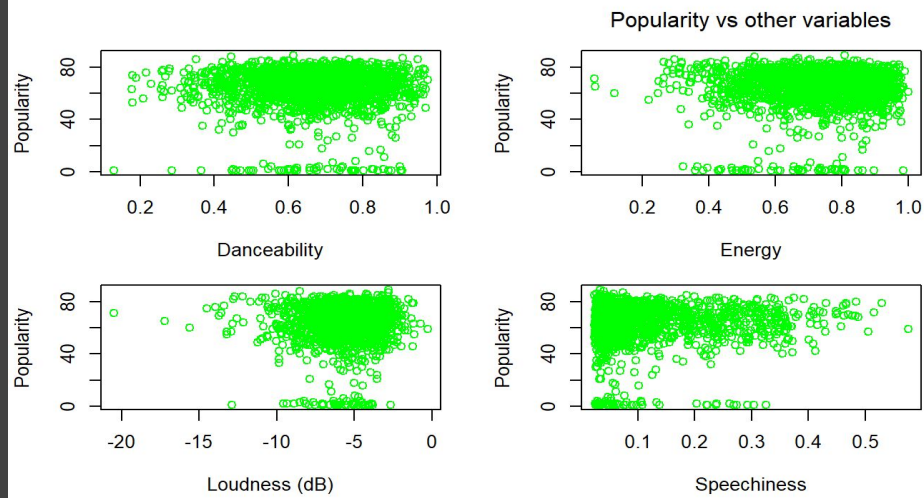 Popularity vs other variables
Popularity
0 40 80
0.2 0.4 0.6 0.8 1.0
Danceability
Popularity
0 40 80
0.2 0.4 0.6 0.8 1.0
Energy
Popularity
0 40 80
-20 -15 -10 -5 0
Loudness (dB)
Popularity
0 40 80
0.1 0.2 0.3 0.4 0.5
Speechiness